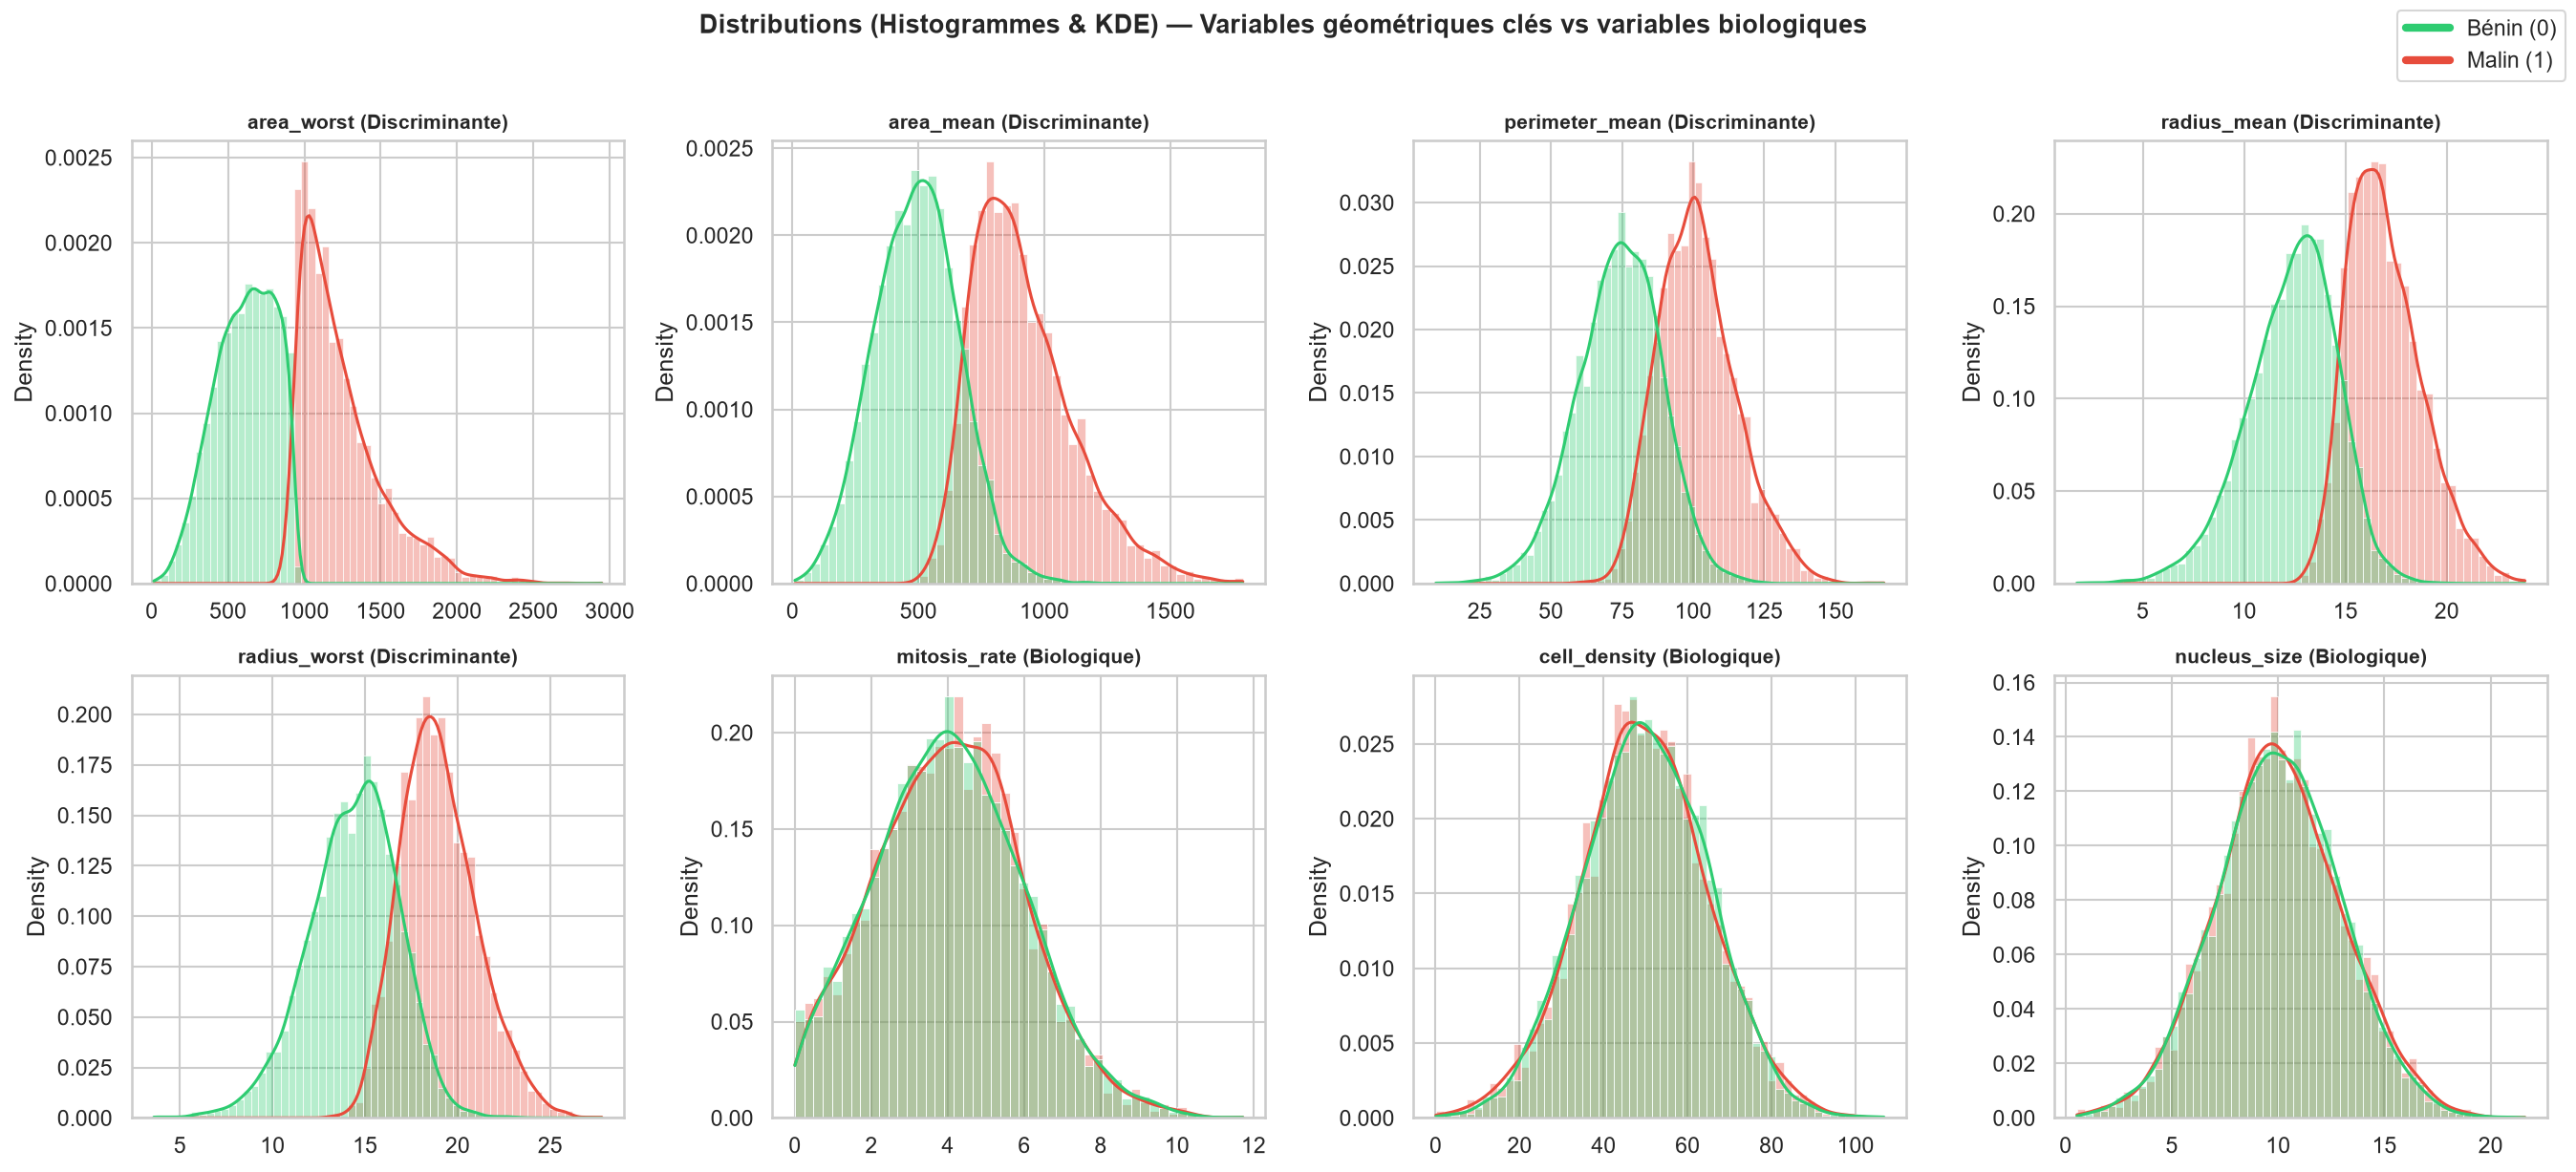 Distributions (Histogrammes & KDE) — Variables géométriques clés vs variables biologiques
Bénin (0)
Malin (1)
area_worst (Discriminante)
Density
0.0025
0.0020
0.0015
0.0010
0.0005
0.0000
0 500 1000 1500 2000 2500 3000
area_mean (Discriminante)
Density
0.0025
0.0020
0.0015
0.0010
0.0005
0.0000
0 500 1000 1500
perimeter_mean (Discriminante)
Density
0.030
0.025
0.020
0.015
0.010
0.005
0.000
25 50 75 100 125 150
radius_mean (Discriminante)
Density
0.20
0.15
0.10
0.05
0.00
5 10 15 20
radius_worst (Discriminante)
Density
0.200
0.175
0.150
0.125
0.100
0.075
0.050
0.025
0.000
5 10 15 20 25
mitosis_rate (Biologique)
Density
0.20
0.15
0.10
0.05
0.00
0 2 4 6 8 10 12
cell_density (Biologique)
Density
0.025
0.020
0.015
0.010
0.005
0.000
0 20 40 60 80 100
nucleus_size (Biologique)
Density
0.16
0.14
0.12
0.10
0.08
0.06
0.04
0.02
0.00
0 5 10 15 20